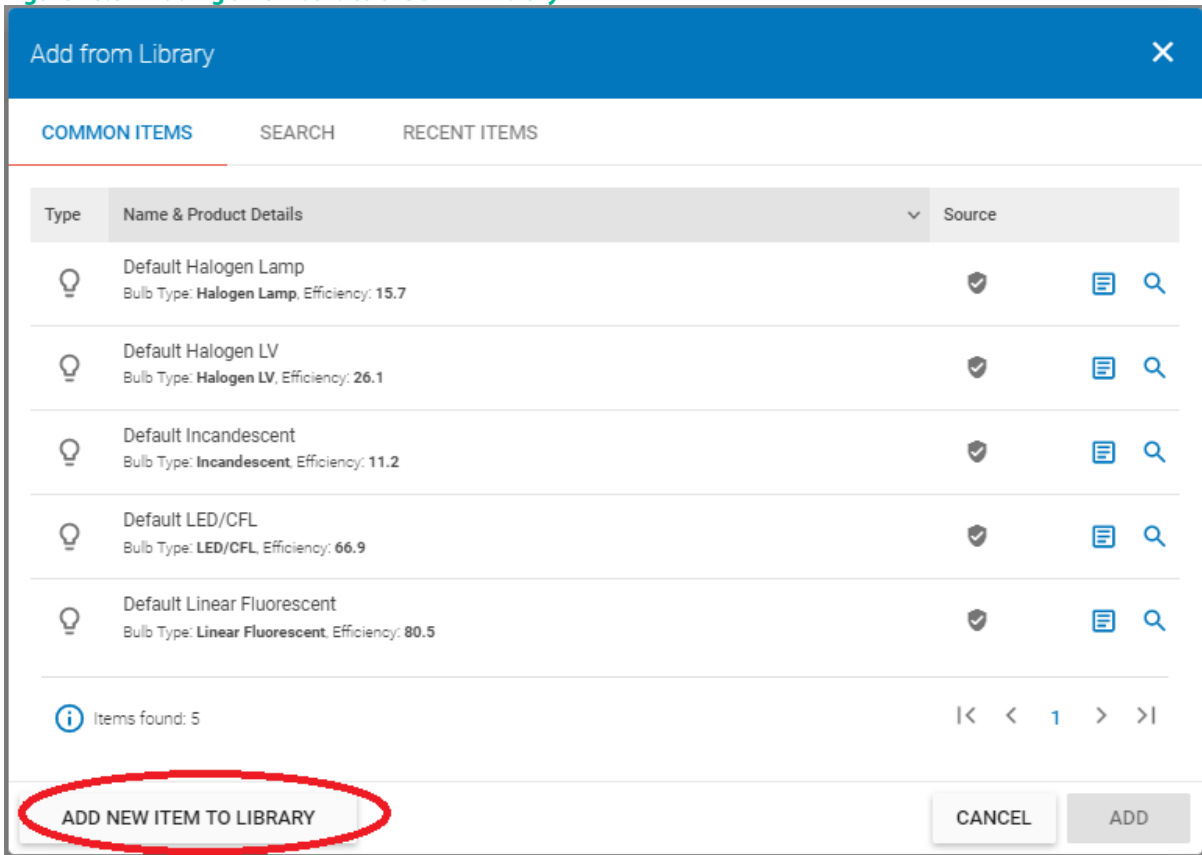 Add from Library
COMMON ITEMS SEARCH RECENT ITEMS
Type Name & Product Details Source
Default Halogen Lamp
Bulb Type: Halogen Lamp, Efficiency: 15.7
Default Halogen LV
Bulb Type: Halogen LV, Efficiency: 26.1
Default Incandescent
Bulb Type: Incandescent, Efficiency: 11.2
Default LED/CFL
Bulb Type: LED/CFL, Efficiency: 66.9
Default Linear Fluorescent
Bulb Type: Linear Fluorescent, Efficiency: 80.5
Items found: 5 1
ADD NEW ITEM TO LIBRARY CANCEL ADD